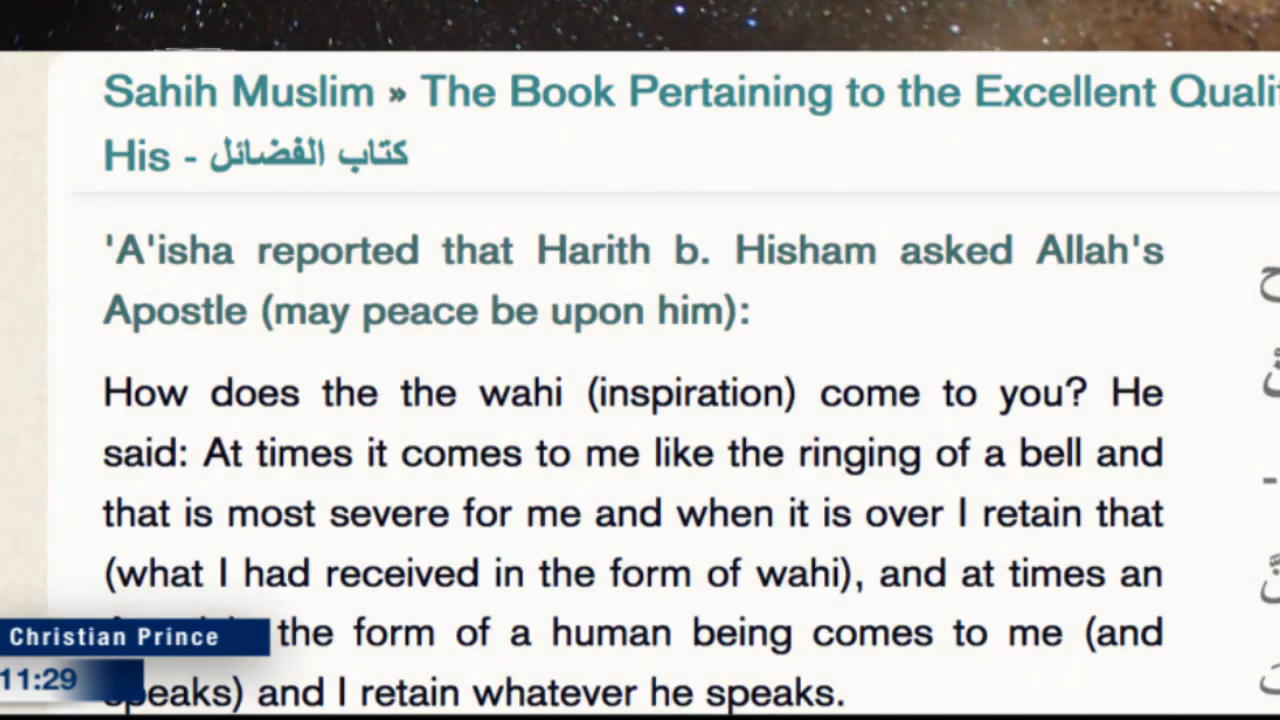 Sahih Muslim » The Book Pertaining to the Excellent
His - كتاب الفضائل
'A'isha reported that Harith b. Hisham asked Allah's
Apostle (may peace be upon him):
How does the the wahi (inspiration) come to you? He
said: At times it comes to me like the ringing of a bell and
that is most severe for me and when it is over I retain that
(what I had received in the form of wahi), and at times an
the form of a human being comes to me (and
speaks) and I retain whatever he speaks.
Christian Prince
11:29